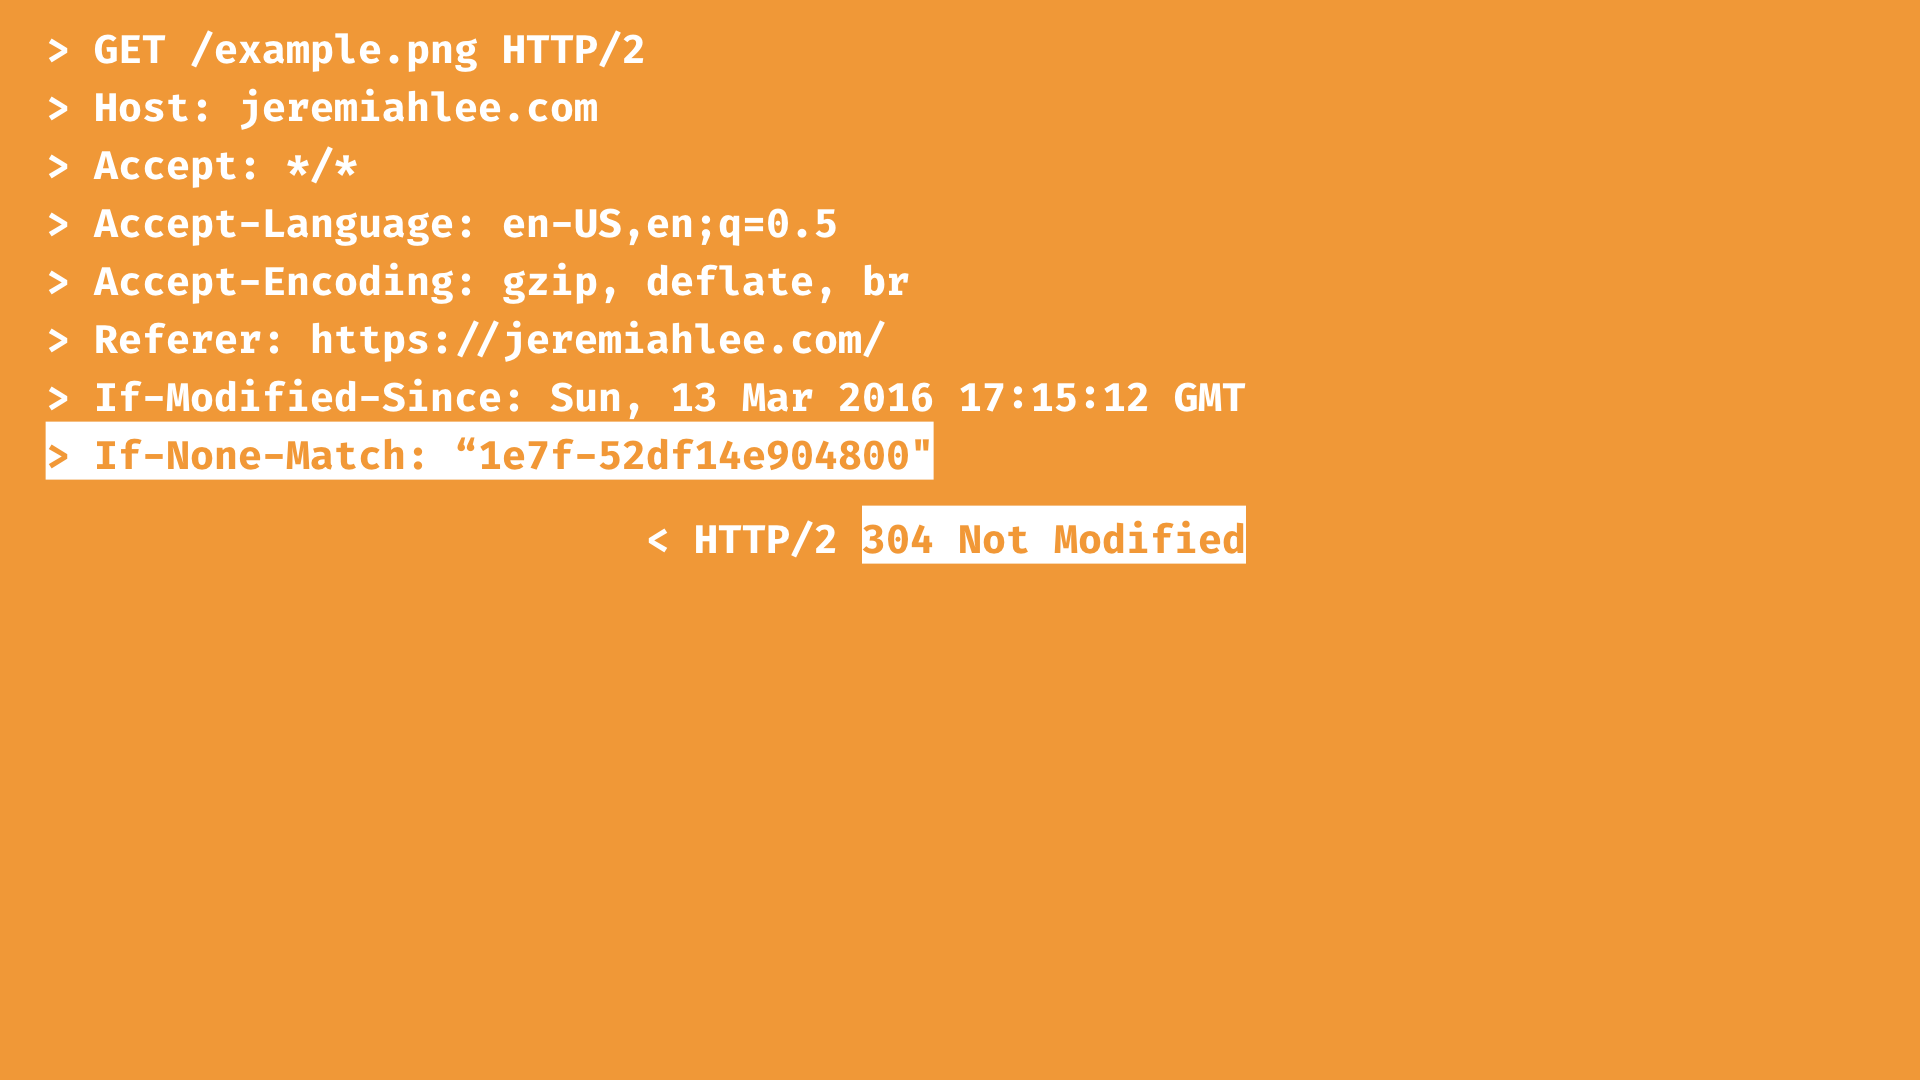 > GET /example.png HTTP/2
> Host: jeremiahlee.com
> Accept: */*
> Accept-Language: en-US,en;q=0.5
> Accept-Encoding: gzip, deflate, br
> Referer: https://jeremiahlee.com/
> If-Modified-Since: Sun, 13 Mar 2016 17:15:12 GMT
> If-None-Match: “1e7f-52df14e904800"
< HTTP/2 304 Not Modified